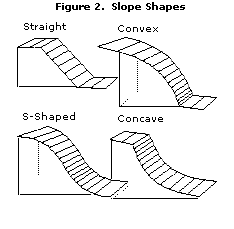 Figure 2. Slope Shapes
Straight
Convex
S-Shaped
Concave